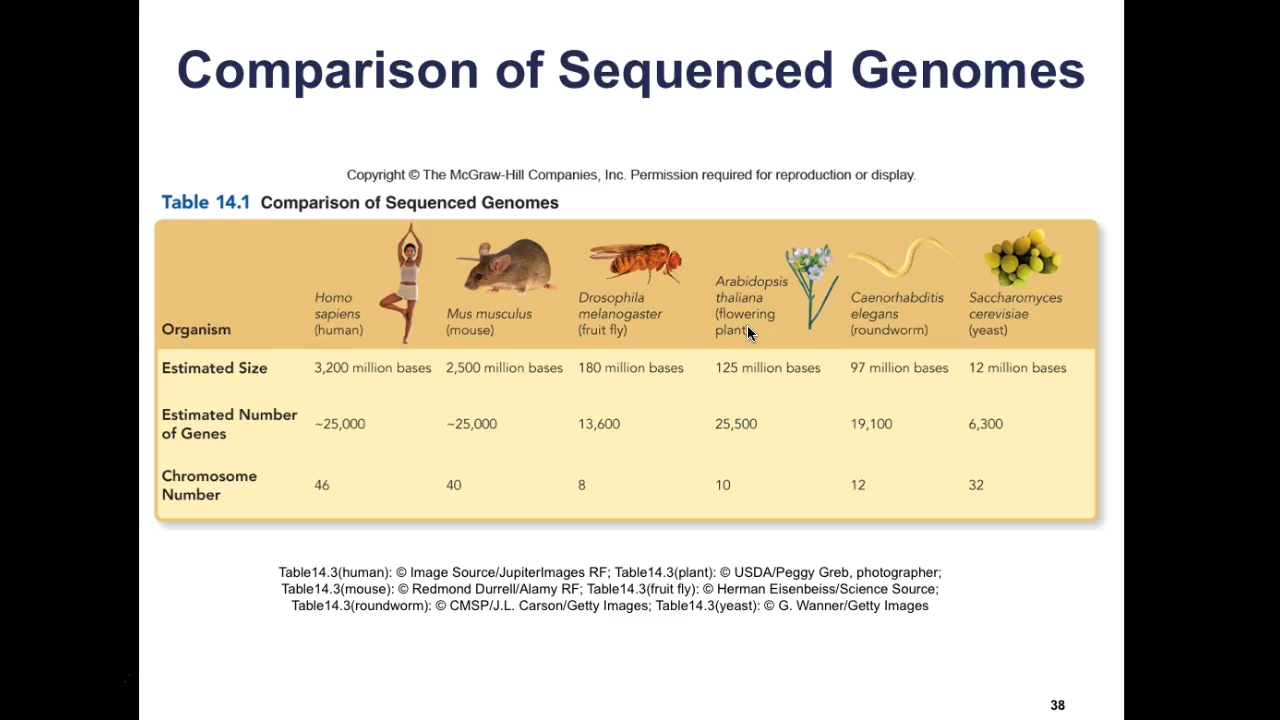 Comparison of Sequenced Genomes
Copyright © The McGraw-Hill Companies, Inc. Permission required for reproduction or display.
Table 14.1 Comparison of Sequenced Genomes
Organism
Homo
sapiens
(human)
Mus musculus
(mouse)
Drosophila
melanogaster
(fruit fly)
Arabidopsis
thaliana
(flowering
plant)
Caenorhabditis
elegans
(roundworm)
Saccharomyces
cerevisiae
(yeast)
Estimated Size 3,200 million bases 2,500 million bases 180 million bases 125 million bases 97 million bases 12 million bases
Estimated Number
of Genes
~25,000 ~25,000 13,600 25,500 19,100 6,300
Chromosome
Number
46 40 8 10 12 32
Table14.3(human): © Image Source/JupiterImages RF; Table14.3(plant): © USDA/Peggy Greb, photographer;
Table14.3(mouse): © Redmond Durrell/Alamy RF; Table14.3(fruit fly): © Herman Eisenbeiss/Science Source;
Table14.3(roundworm): © CMSP/J.L. Carson/Getty Images; Table14.3(yeast): © G. Wanner/Getty Images
38